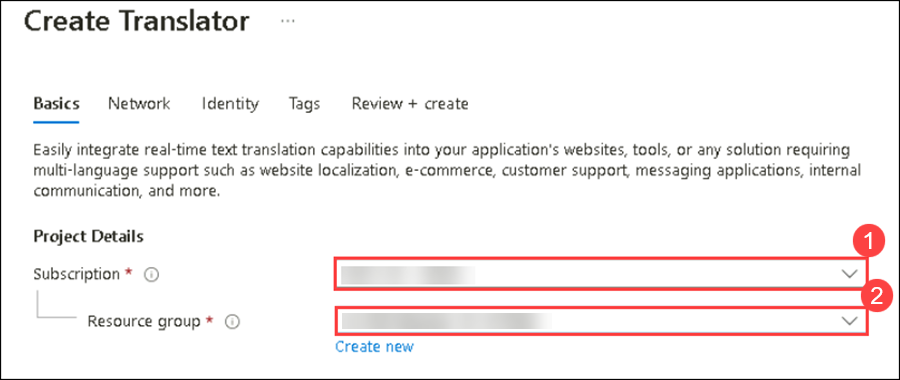 Create Translator ...
Basics Network Identity Tags Review + create
Easily integrate real-time text translation capabilities into your application's websites, tools, or any solution requiring
multi-language support such as website localization, e-commerce, customer support, messaging applications, internal
communication, and more.
Project Details
1
Subscription *
2
Resource group *
Create new